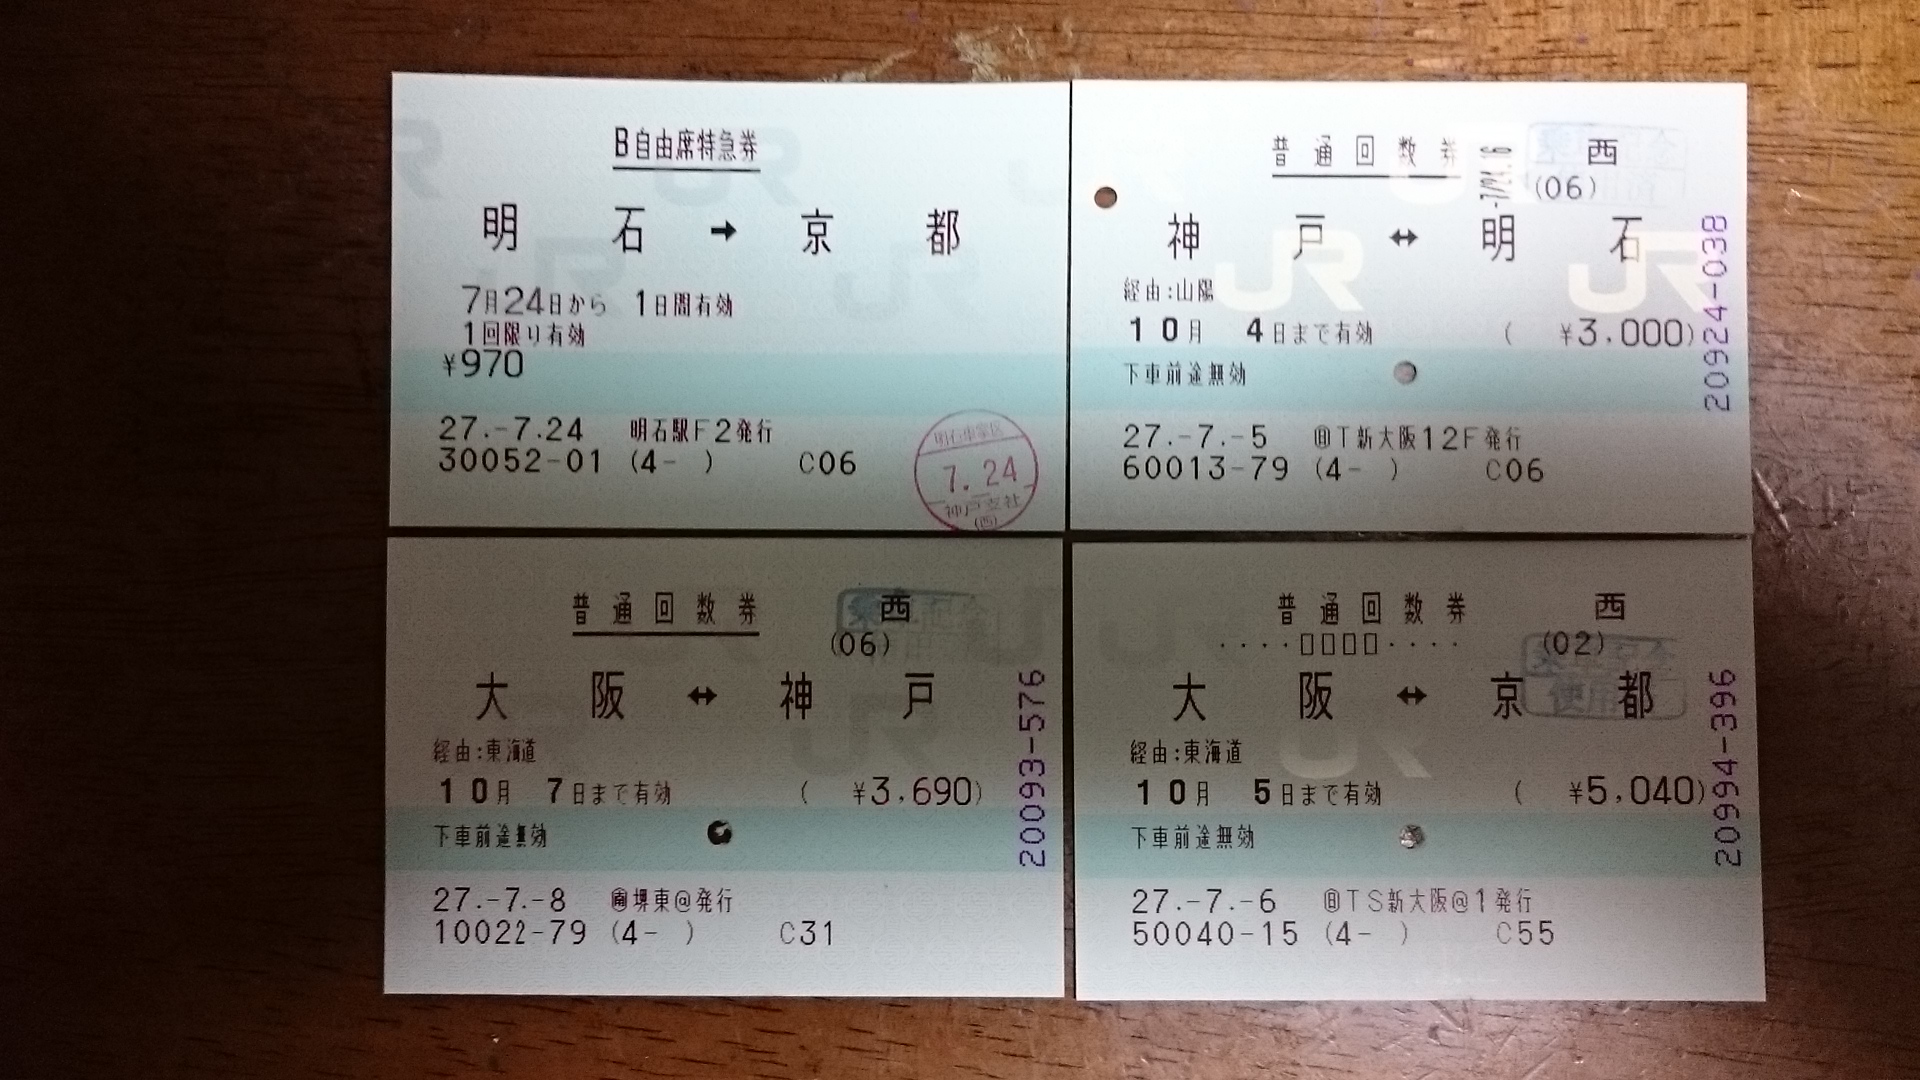 B自由席特急券
明石→京都
7月24日から 1日間有効
1回限り有効
¥970
27.-7.24 明石駅F2発行
30052-01 (4- ) C06
7.24
神戸支社
(西)
普通回数券 西
-7/24.16
(06)
神戸↔明石
経由:山陽
10月 4日まで有効 ( ¥3,000)
下車前途無効
27.-7.-5 T新大阪12F発行
60013-79 (4- ) C06
20924-038
普通回数券 西
(06)
大阪↔神戸
経由:東海道
10月 7日まで有効 ( ¥3,690)
下車前途無効
27.-7.-8 堺東@発行
10022-79 (4- ) C31
20093-576
普通回数券 西
····▯▯▯▯···· (02)
使用
大阪↔京都
経由:東海道
10月 5日まで有効 ( ¥5,040)
下車前途無効
27.-7.-6 TS新大阪@1発行
50040-15 (4- ) C55
20994-396
JR
JR
JR